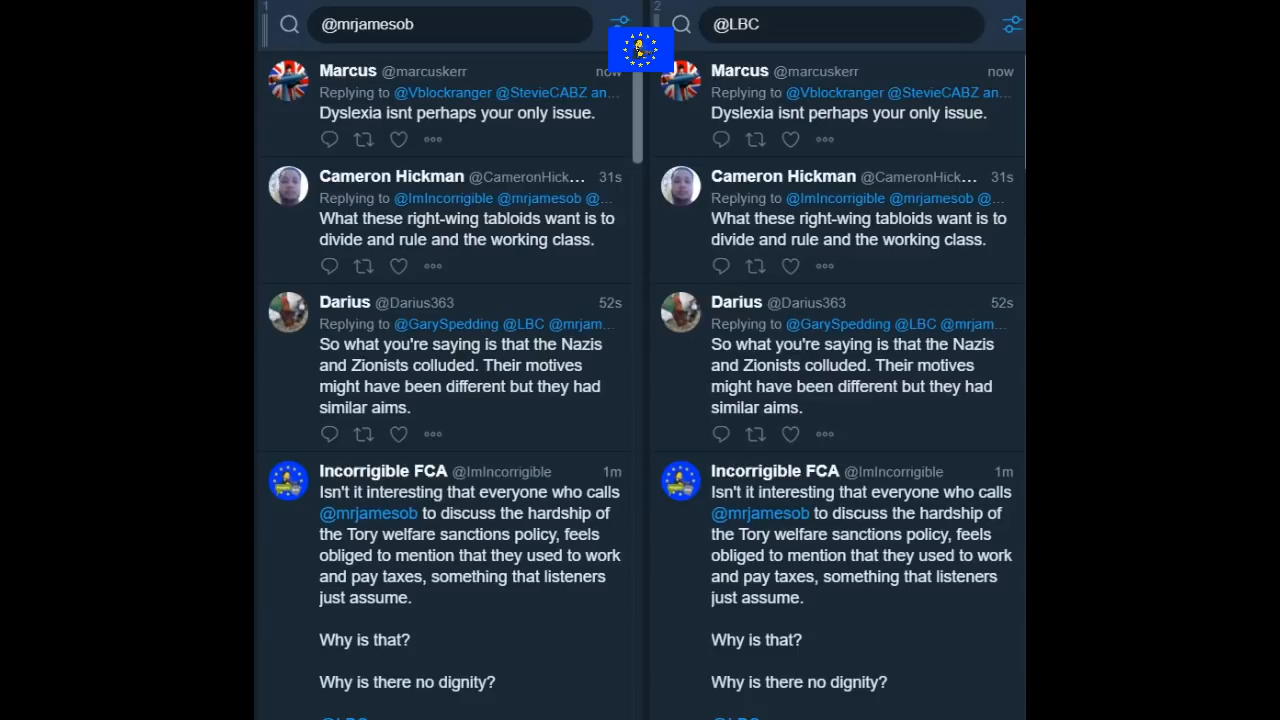 1
@mrjamesob
Marcus @marcuskerr now
Replying to @Vblockranger @StevieCABZ an...
Dyslexia isnt perhaps your only issue.
Cameron Hickman @CameronHick... 31s
Replying to @ImIncorrigible @mrjamesob @...
What these right-wing tabloids want is to
divide and rule and the working class.
Darius @Darius363 52s
Replying to @GarySpedding @LBC @mrjam...
So what you're saying is that the Nazis
and Zionists colluded. Their motives
might have been different but they had
similar aims.
Incorrigible FCA @ImIncorrigible 1m
Isn't it interesting that everyone who calls
@mrjamesob to discuss the hardship of
the Tory welfare sanctions policy, feels
obliged to mention that they used to work
and pay taxes, something that listeners
just assume.
Why is that?
Why is there no dignity?
@LBC
2
@LBC
Marcus @marcuskerr now
Replying to @Vblockranger @StevieCABZ an...
Dyslexia isnt perhaps your only issue.
Cameron Hickman @CameronHick... 31s
Replying to @ImIncorrigible @mrjamesob @...
What these right-wing tabloids want is to
divide and rule and the working class.
Darius @Darius363 52s
Replying to @GarySpedding @LBC @mrjam...
So what you're saying is that the Nazis
and Zionists colluded. Their motives
might have been different but they had
similar aims.
Incorrigible FCA @ImIncorrigible 1m
Isn't it interesting that everyone who calls
@mrjamesob to discuss the hardship of
the Tory welfare sanctions policy, feels
obliged to mention that they used to work
and pay taxes, something that listeners
just assume.
Why is that?
Why is there no dignity?
@LBC